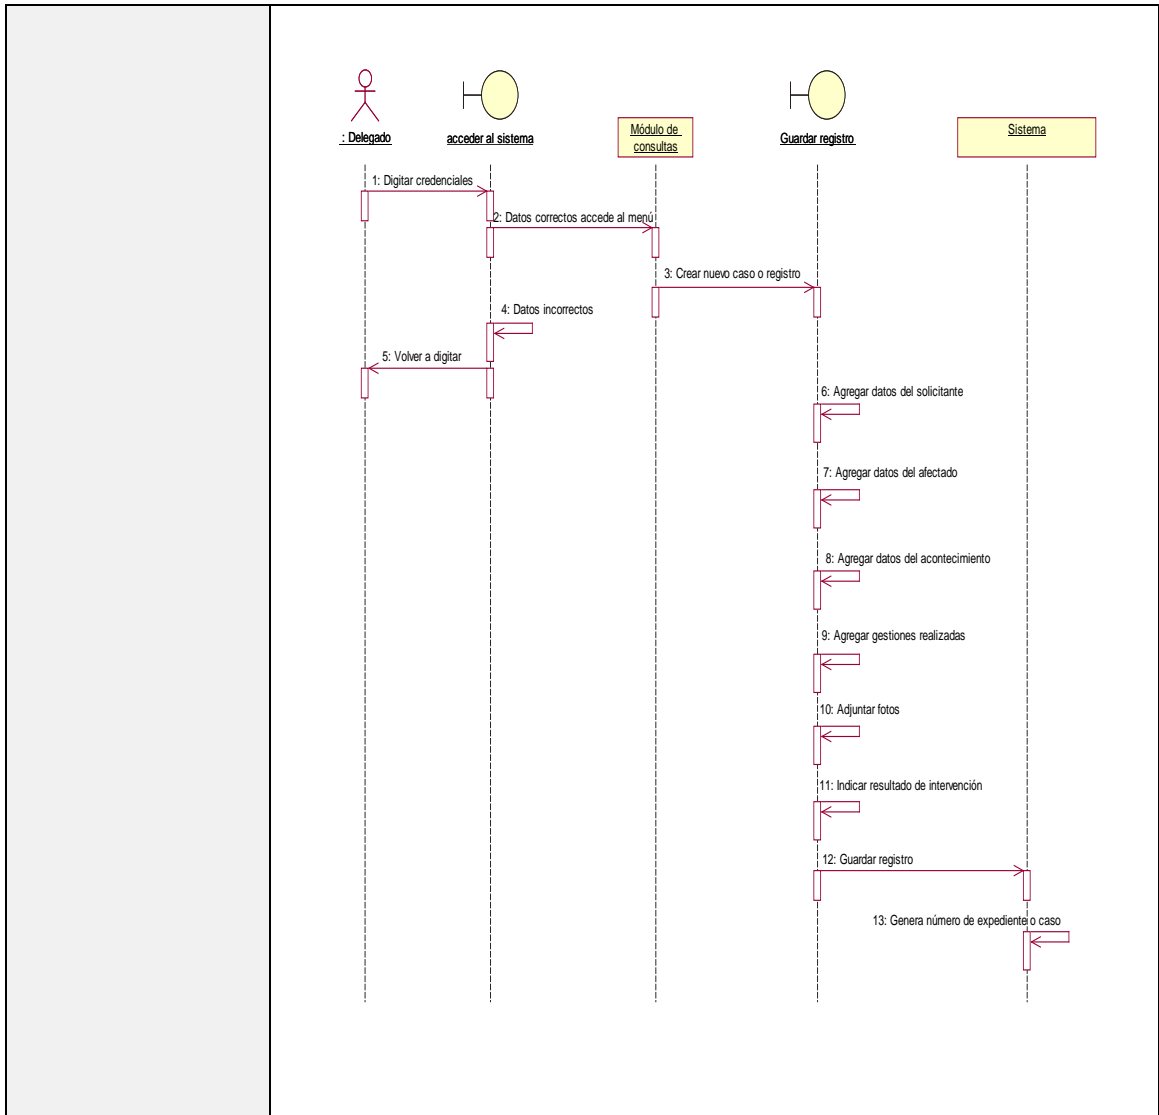 : Delegado
acceder al sistema
Módulo de
consultas
Guardar registro
Sistema
1: Digitar credenciales
2: Datos correctos accede al menú
3: Crear nuevo caso o registro
4: Datos incorrectos
5: Volver a digitar
6: Agregar datos del solicitante
7: Agregar datos del afectado
8: Agregar datos del acontecimiento
9: Agregar gestiones realizadas
10: Adjuntar fotos
11: Indicar resultado de intervención
12: Guardar registro
13: Genera número de expediente o caso